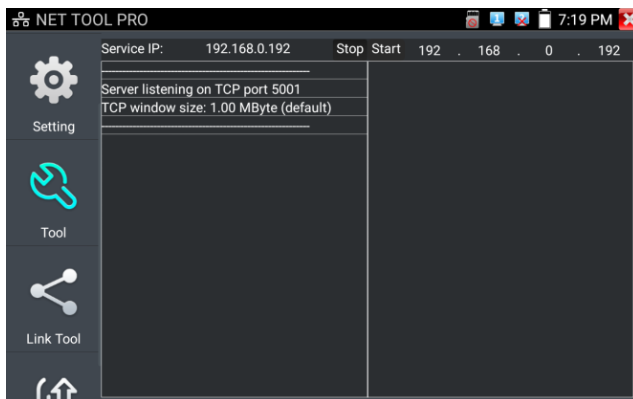 NET TOOL PRO 7:19 PM
Service IP: 192.168.0.192 Stop Start 192 . 168 . 0 . 192
Server listening on TCP port 5001
TCP window size: 1.00 MByte (default)
Setting
Tool
Link Tool